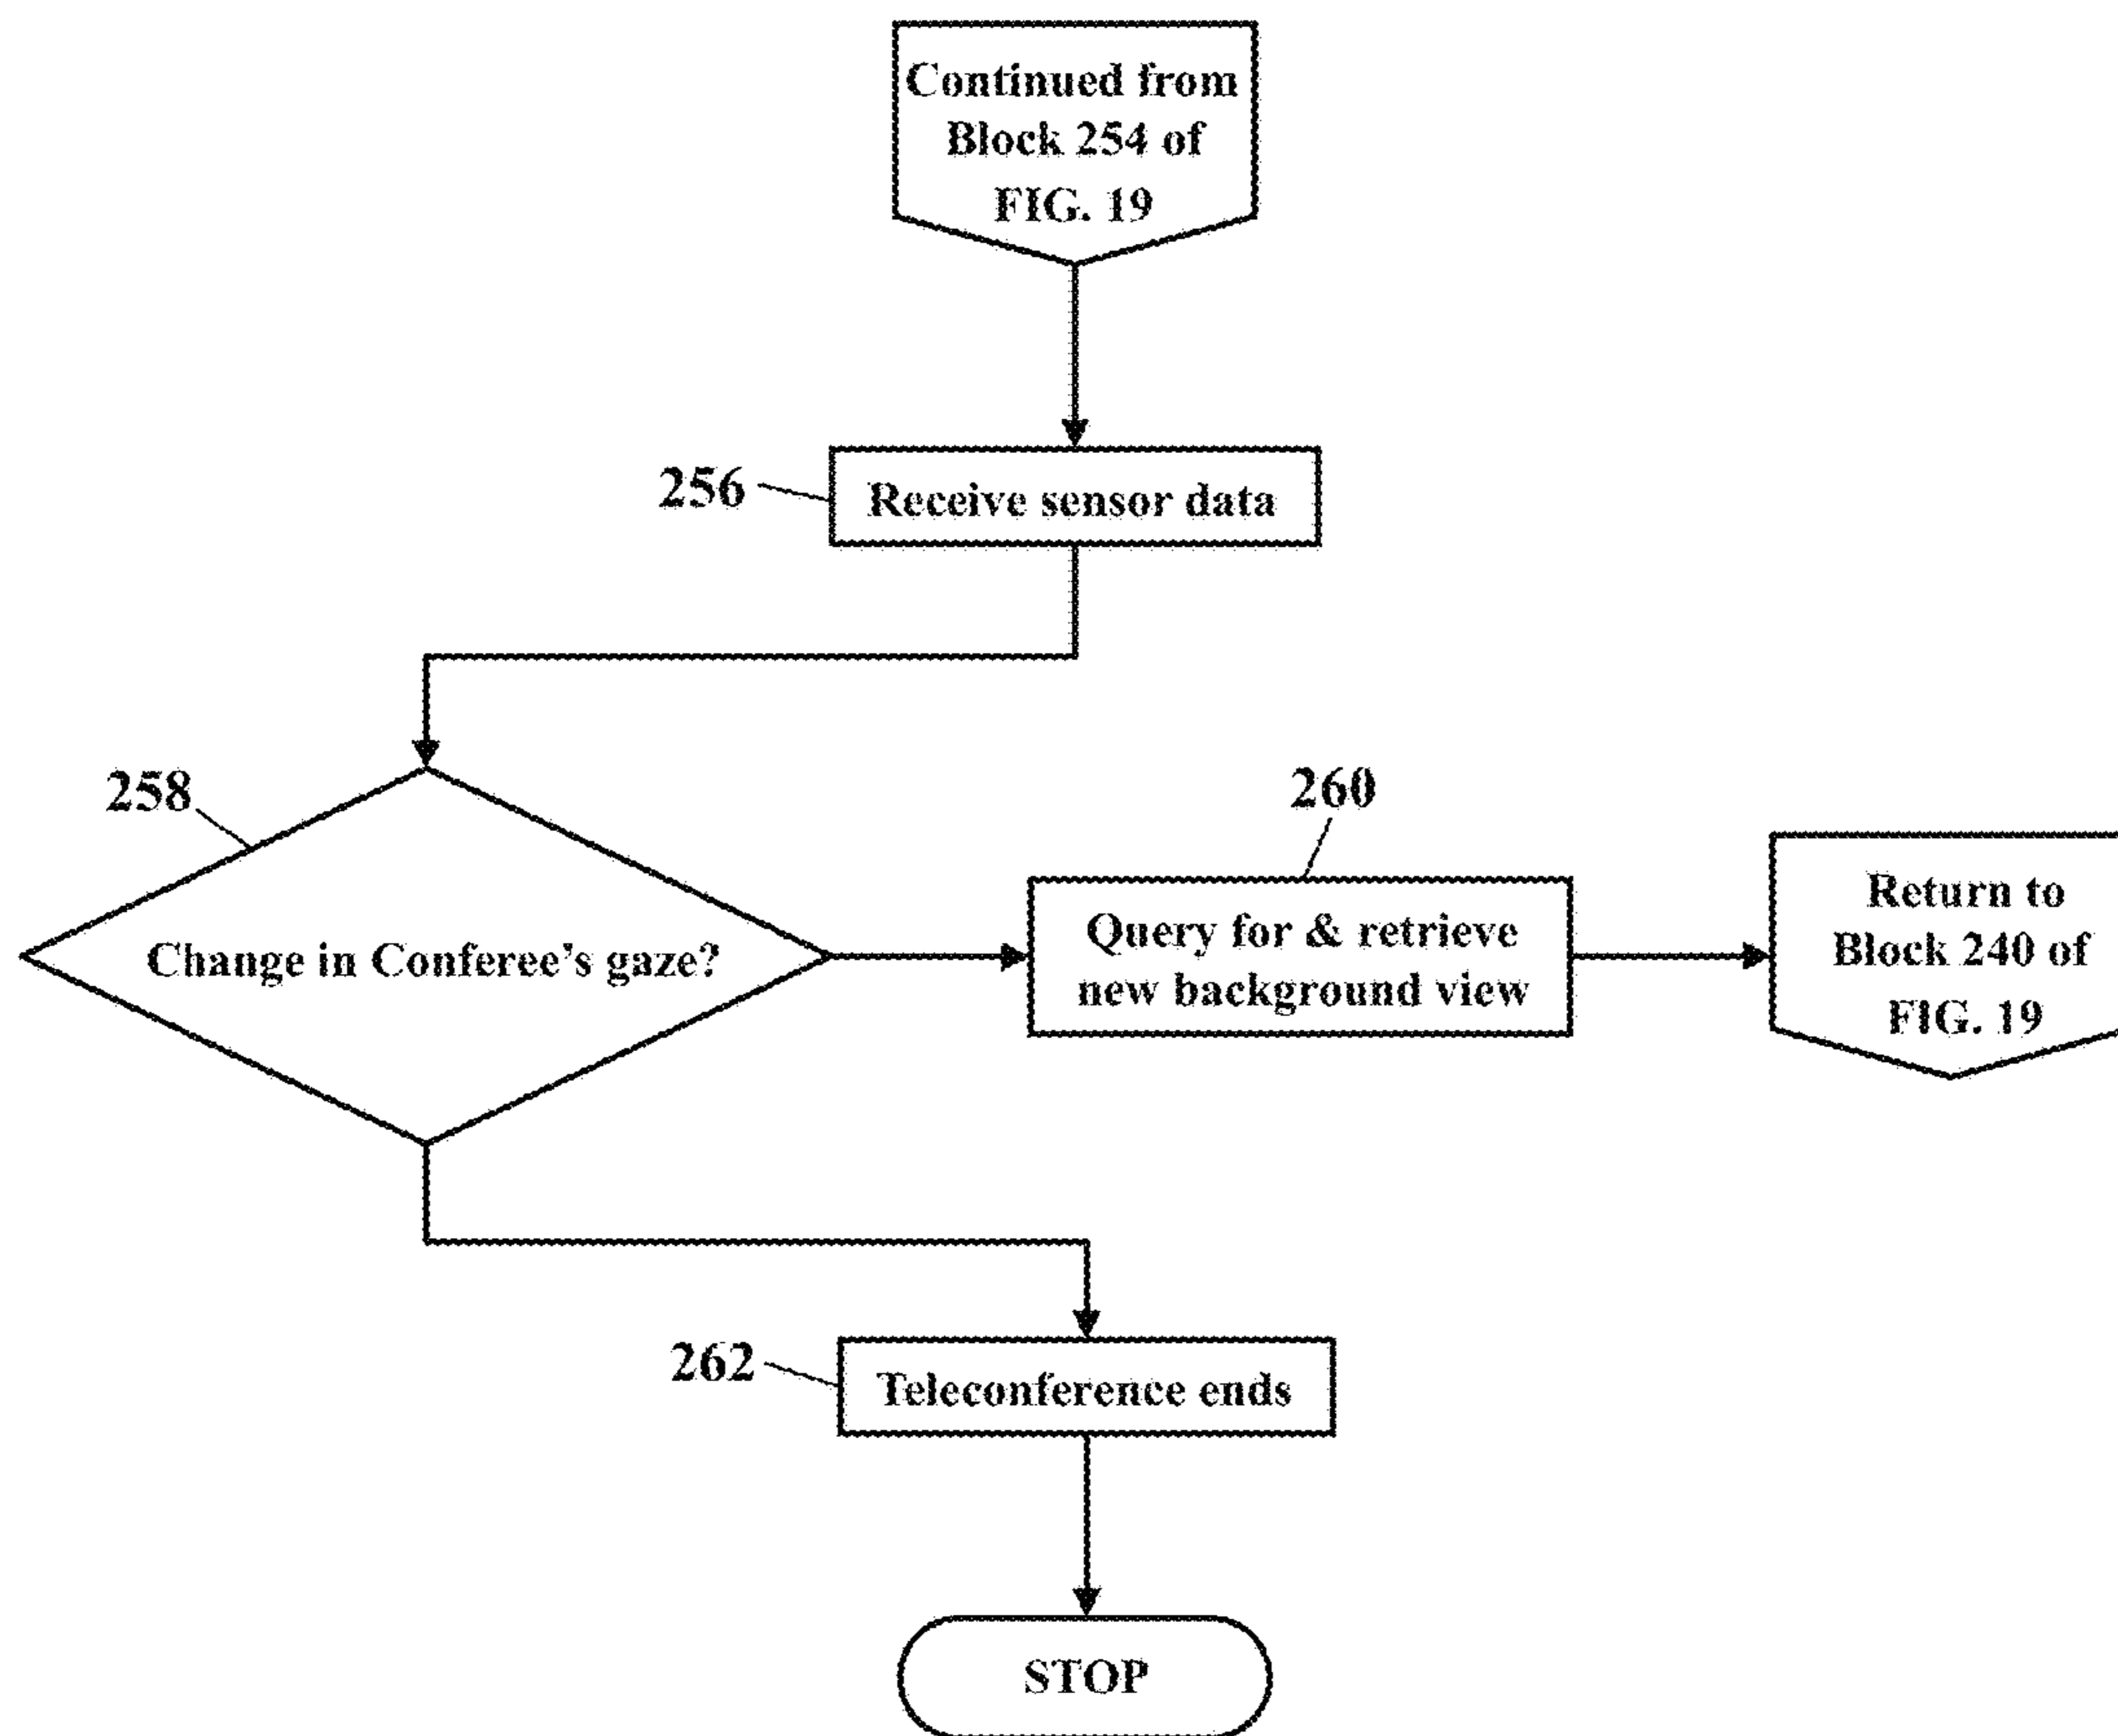 Continued from
Block 254 of
FIG. 19
256
Receive sensor data
258
Change in Conferee's gaze?
260
Query for & retrieve
new background view
Return to
Block 240 of
FIG. 19
262
Teleconference ends
STOP